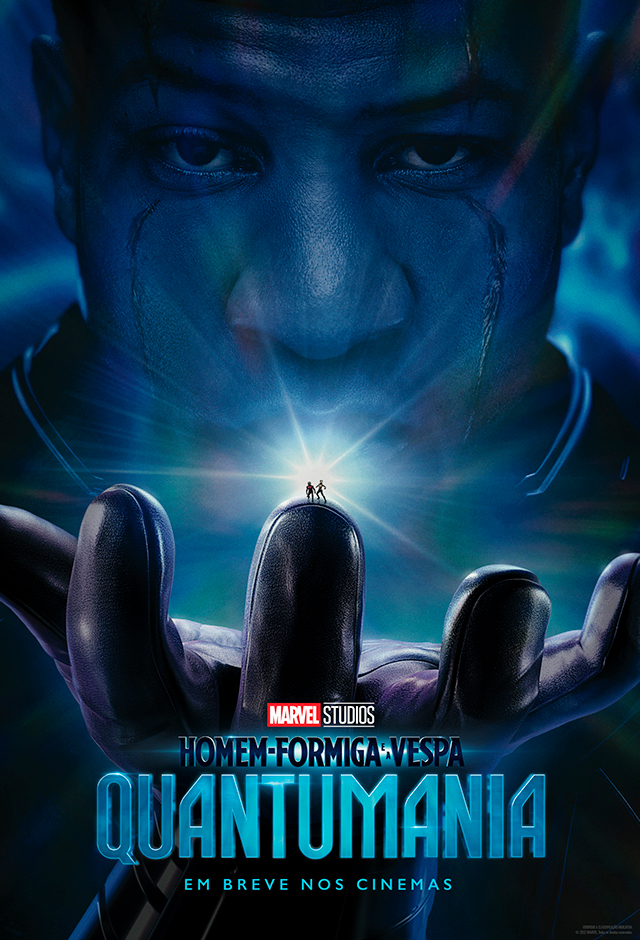 MARVEL STUDIOS
HOMEM-FORMIGA E A VESPA
QUANTUMANIA
EM BREVE NOS CINEMAS